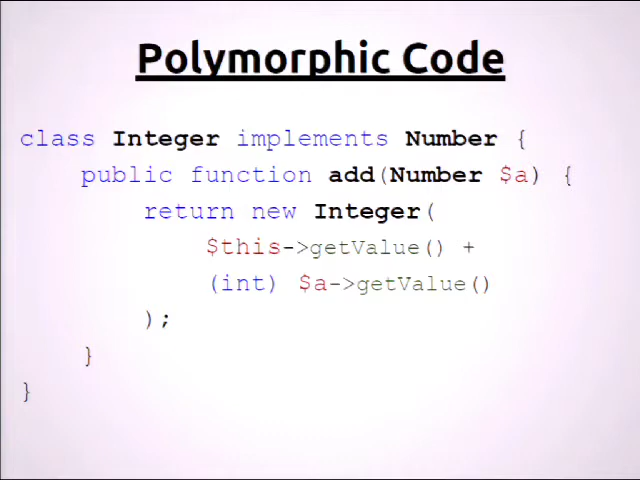 Polymorphic Code
class Integer implements Number {
    public function add(Number $a) {
        return new Integer(
            $this->getValue() +
            (int) $a->getValue()
        );
    }
}